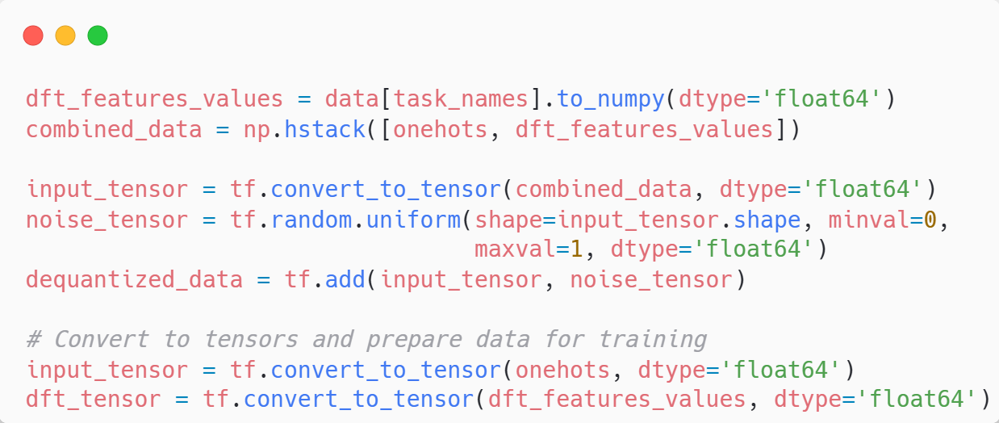 dft_features_values = data[task_names].to_numpy(dtype='float64')
combined_data = np.hstack([onehots, dft_features_values])
input_tensor = tf.convert_to_tensor(combined_data, dtype='float64')
noise_tensor = tf.random.uniform(shape=input_tensor.shape, minval=0,
                                 maxval=1, dtype='float64')
dequantized_data = tf.add(input_tensor, noise_tensor)
# Convert to tensors and prepare data for training
input_tensor = tf.convert_to_tensor(onehots, dtype='float64')
dft_tensor = tf.convert_to_tensor(dft_features_values, dtype='float64')